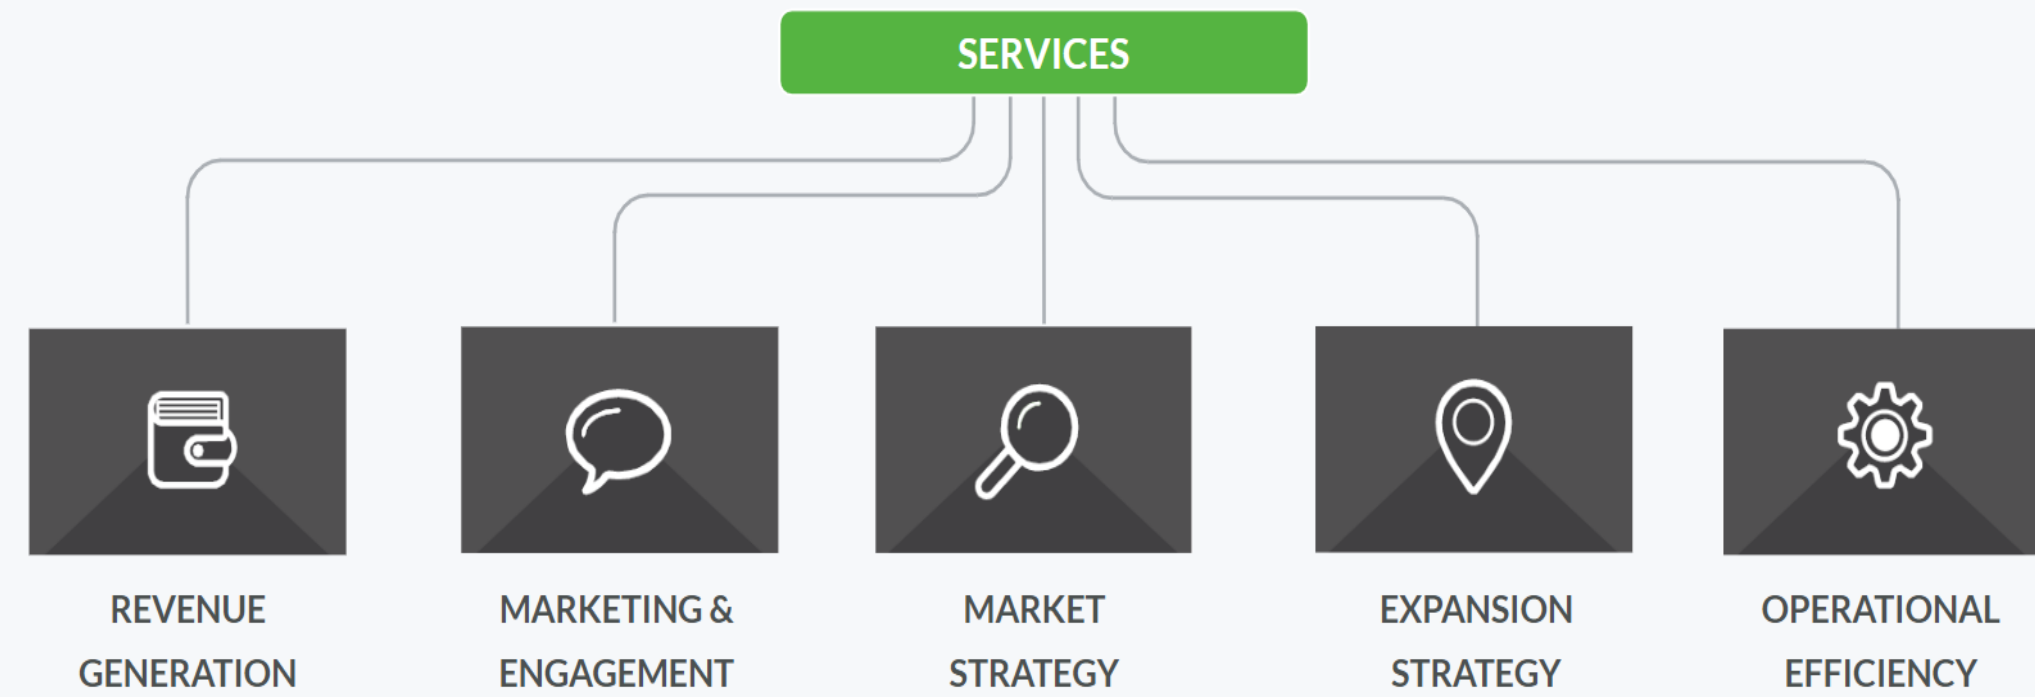 SERVICES
REVENUE
GENERATION
MARKETING &
ENGAGEMENT
MARKET
STRATEGY
EXPANSION
STRATEGY
OPERATIONAL
EFFICIENCY